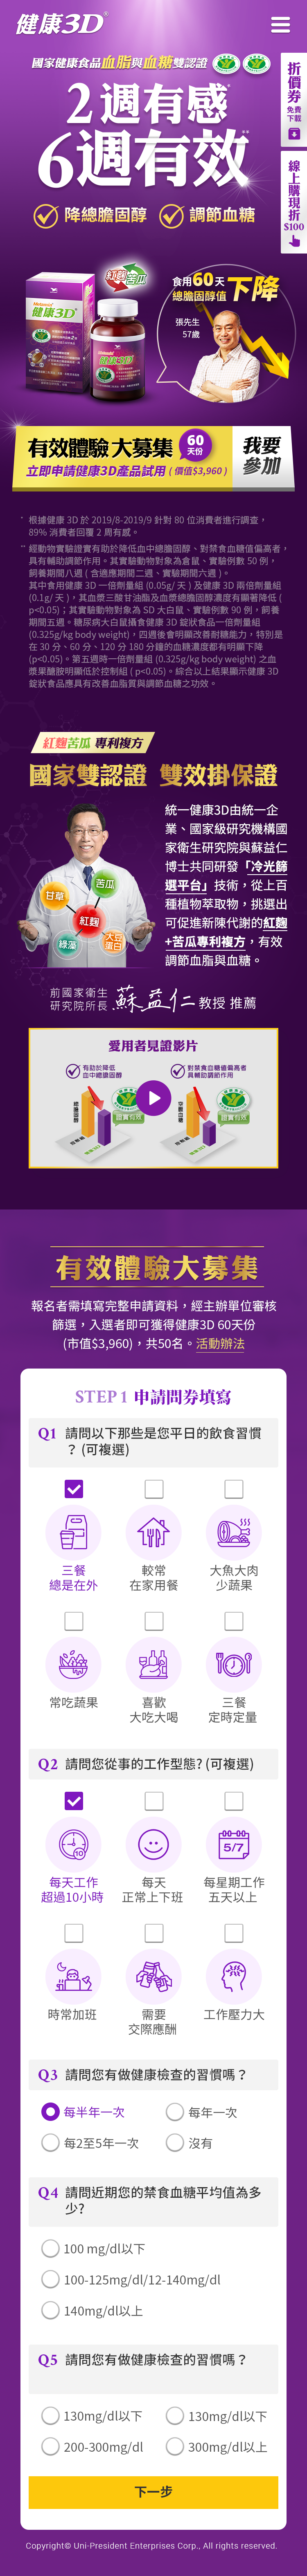 健康3D®
國家健康食品血脂與血糖雙認證
折價券
免費
下載
2週有感*
6週有效**
線上購現折
$100
降總膽固醇
調節血糖
紅麴苦瓜
健康3D
健康3D
食用60天
總膽固醇值 下降
張先生
57歲
有效體驗 大募集
60
天份
立即申請健康3D產品試用 ( 價值$3,960 )
我要
參加
* 根據健康 3D 於 2019/8-2019/9 針對 80 位消費者進行調查,
89% 消費者回覆 2 周有感。
** 經動物實驗證實有助於降低血中總膽固醇、對禁食血糖值偏高者,
具有輔助調節作用。其實驗動物對象為倉鼠、實驗例數 50 例,
飼養期間八週 ( 含適應期間二週、實驗期間六週 )。
其中食用健康 3D 一倍劑量組 (0.05g/ 天 ) 及健康 3D 兩倍劑量組
(0.1g/ 天 ),其血漿三酸甘油酯及血漿總膽固醇濃度有顯著降低 (
p<0.05);其實驗動物對象為 SD 大白鼠、實驗例數 90 例,飼養
期間五週。糖尿病大白鼠攝食健康 3D 錠狀食品一倍劑量組
(0.325g/kg body weight),四週後會明顯改善耐糖能力,特別是
在 30 分、60 分、120 分 180 分鐘的血糖濃度都有明顯下降
(p<0.05)。第五週時一倍劑量組 (0.325g/kg body weight) 之血
漿果醣胺明顯低於控制組 ( p<0.05)。綜合以上結果顯示健康 3D
錠狀食品應具有改善血脂質與調節血糖之功效。
紅麴苦瓜 專利複方
國家雙認證 雙效掛保證
統一健康3D由統一企
業、國家級研究機構國
家衛生研究院與蘇益仁
博士共同研發「冷光篩
選平台」技術,從上百
種植物萃取物,挑選出
可促進新陳代謝的紅麴
+苦瓜專利複方,有效
調節血脂與血糖。
甘草
苦瓜
紅麴
綠藻
大豆
蛋白
前國家衛生
研究院所長
蘇益仁 教授 推薦
愛用者見證影片
有助於降低
血中總膽固醇
對禁食血糖偏高者
具輔助調節作用
有效體驗大募集
報名者需填寫完整申請資料,經主辦單位審核
篩選,入選者即可獲得健康3D 60天份
(市值$3,960),共50名。活動辦法
STEP 1 申請問券填寫
Q1 請問以下那些是您平日的飲食習慣
? (可複選)
三餐
總是在外
較常
在家用餐
大魚大肉
少蔬果
常吃蔬果
喜歡
大吃大喝
三餐
定時定量
Q2 請問您從事的工作型態? (可複選)
10
5/7
每天工作
超過10小時
每天
正常上下班
每星期工作
五天以上
時常加班
需要
交際應酬
工作壓力大
Q3 請問您有做健康檢查的習慣嗎?
每半年一次
每年一次
每2至5年一次
沒有
Q4 請問近期您的禁食血糖平均值為多
少?
100 mg/dl以下
100-125mg/dl/12-140mg/dl
140mg/dl以上
Q5 請問您有做健康檢查的習慣嗎?
130mg/dl以下
130mg/dl以下
200-300mg/dl
300mg/dl以上
下一步
Copyright© Uni-President Enterprises Corp., All rights reserved.